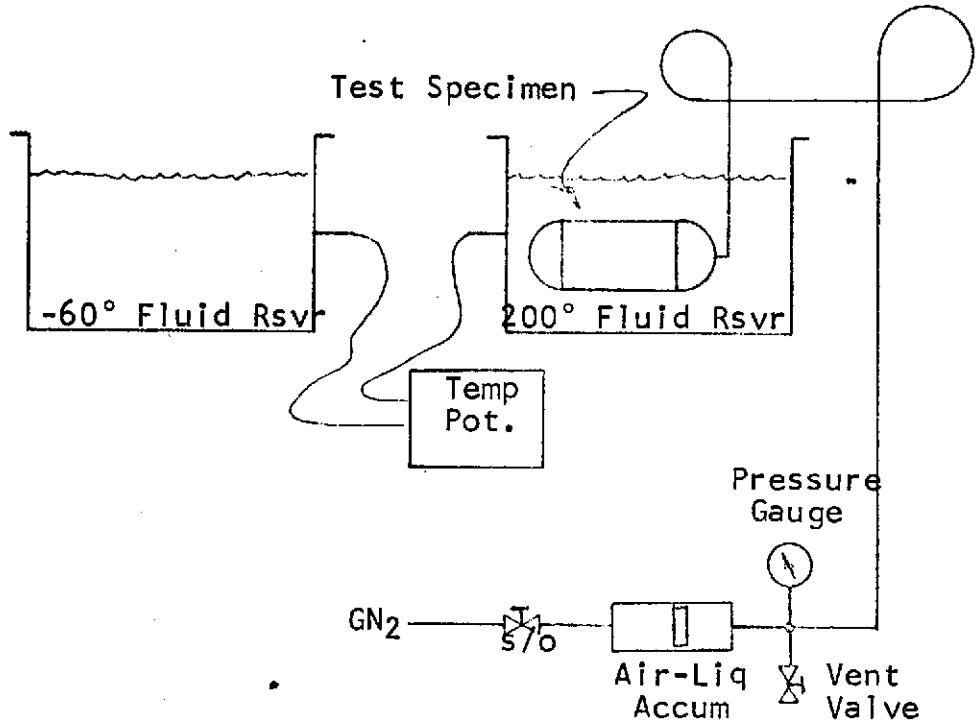 Test Specimen
-60° Fluid Rsvr
200° Fluid Rsvr
Temp
Pot.
Pressure
Gauge
GN₂
s/o
Air-Liq
Accum
Vent
Valve